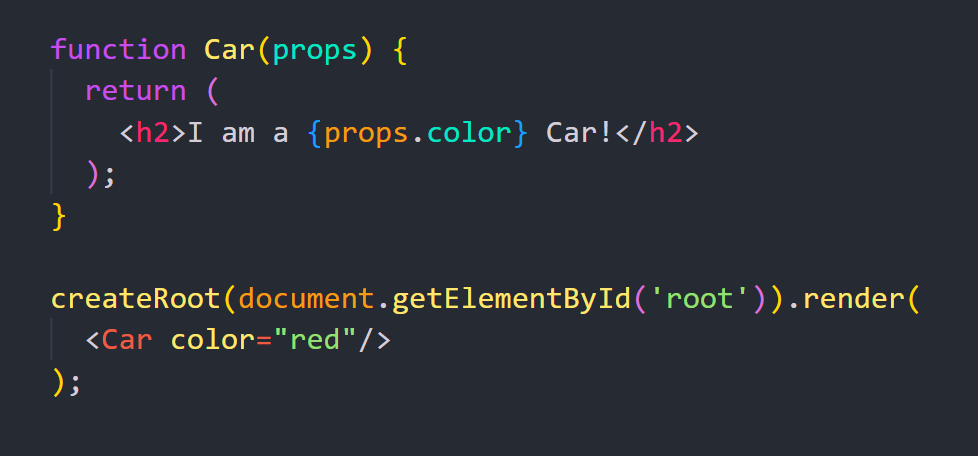 function Car(props) {
  return (
    <h2>I am a {props.color} Car!</h2>
  );
}

createRoot(document.getElementById('root')).render(
  <Car color="red"/>
);